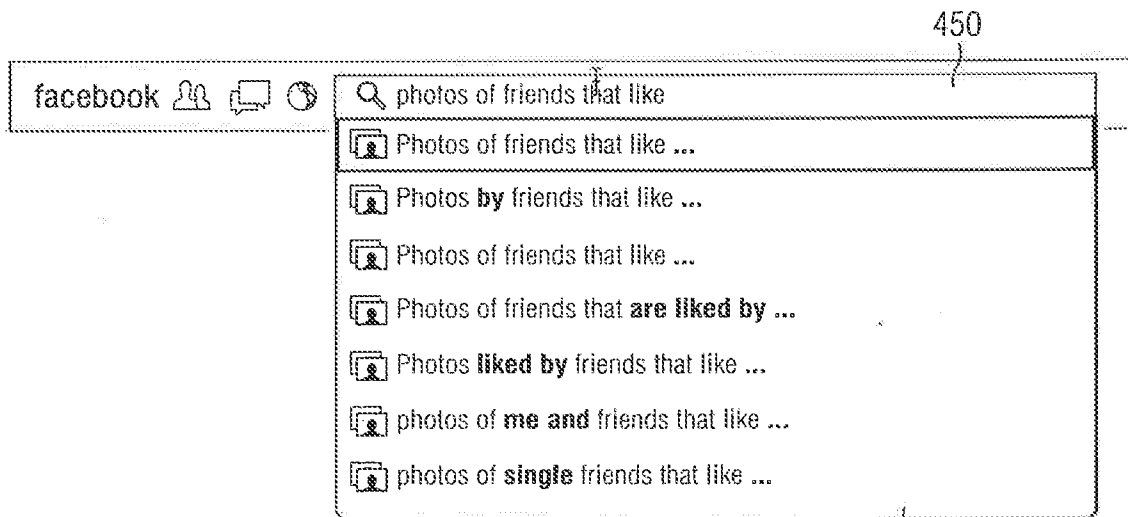 450
facebook photos of friends that like
Photos of friends that like ...
Photos by friends that like ...
Photos of friends that like ...
Photos of friends that are liked by ...
Photos liked by friends that like ...
photos of me and friends that like ...
photos of single friends that like ...